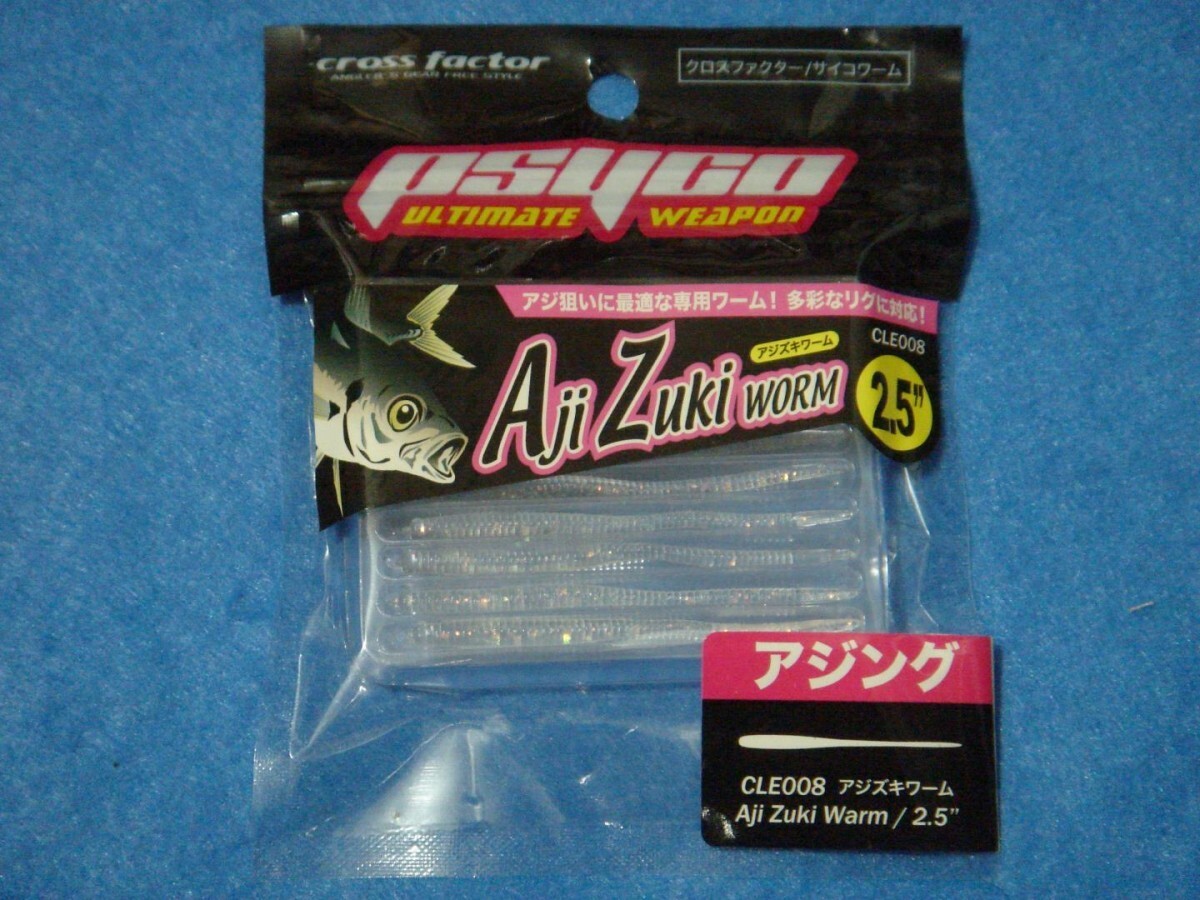 cross factor
ANGLER'S GEAR FREE STYLE
クロスファクター/サイコワーム
PSYCO
ULTIMATE WEAPON
アジ狙いに最適な専用ワーム! 多彩なリグに対応!
CLE008
アジズキワーム
Aji Zuki WORM
2.5"
アジング
CLE008 アジズキワーム
Aji Zuki Warm / 2.5"